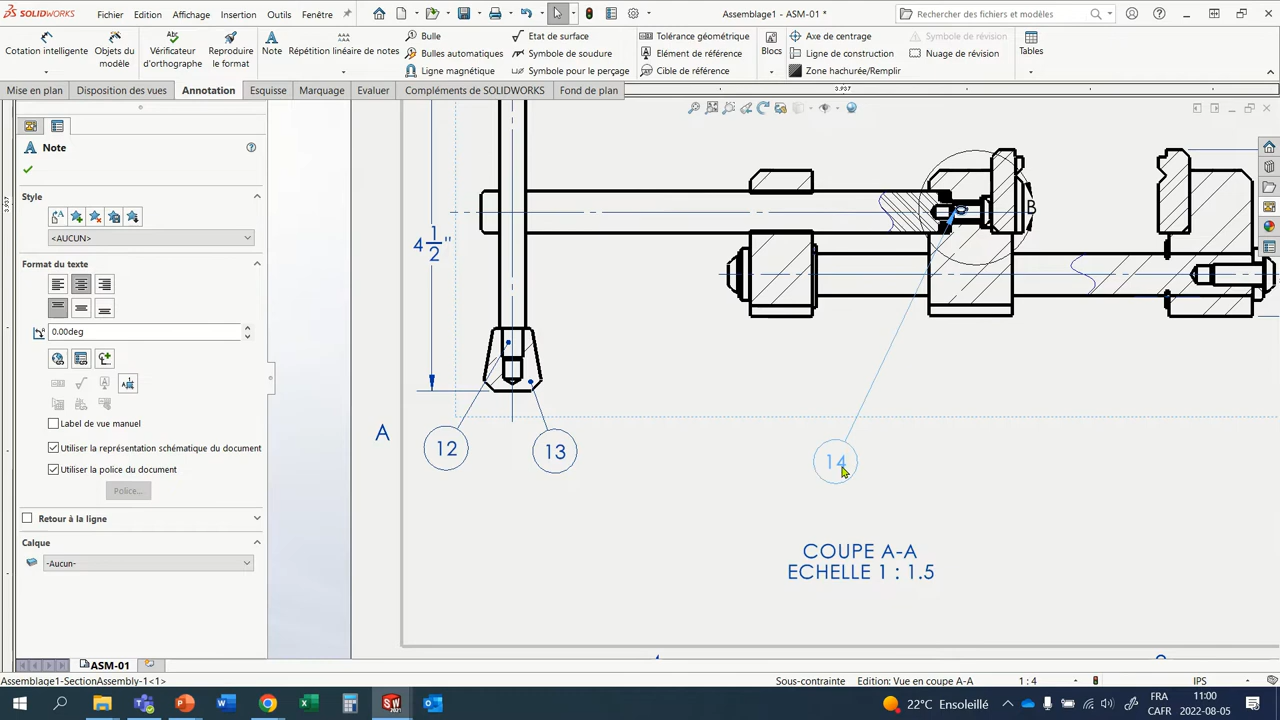 SOLIDWORKS
Fichier
Edition
Affichage
Insertion
Outils
Fenêtre
Assemblage1 - ASM-01 *
Rechercher des fichiers et modèles
Cotation intelligente
Objets du modèle
Vérificateur d'orthographe
Reproduire le format
Note
Répétition linéaire de notes
Bulle
Bulles automatiques
Ligne magnétique
Etat de surface
Symbole de soudure
Symbole pour le perçage
Tolérance géométrique
Elément de référence
Cible de référence
Blocs
Axe de centrage
Ligne de construction
Zone hachurée/Remplir
Symbole de révision
Nuage de révision
Tables
Mise en plan
Disposition des vues
Annotation
Esquisse
Marquage
Evaluer
Compléments de SOLIDWORKS
Fond de plan
3.937
3.937
Note
Style
<AUCUN>
Format du texte
0.00deg
Label de vue manuel
Utiliser la représentation schématique du document
Utiliser la police du document
Police...
Retour à la ligne
Calque
-Aucun-
4 1/2"
B
A
12
13
14
COUPE A-A
ECHELLE 1 : 1.5
ASM-01
Assemblage1-SectionAssembly-1<1>
Sous-contrainte
Edition: Vue en coupe A-A
1 : 4
IPS
22°C Ensoleillé
FRA
CAFR
11:00
2022-08-05